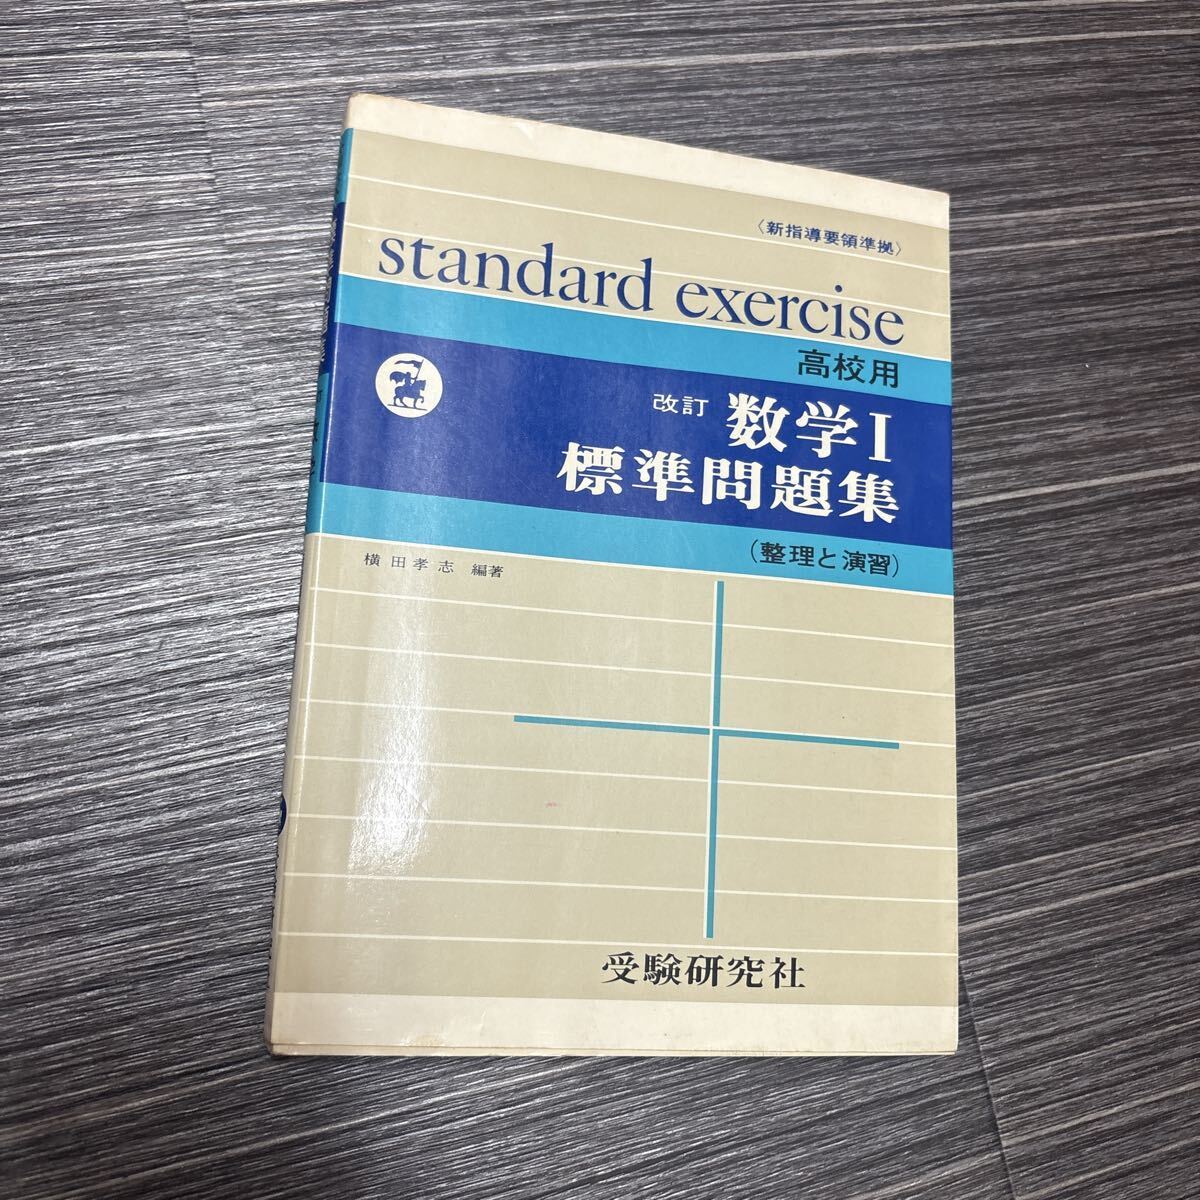 〈新指導要領準拠〉
standard exercise
高校用
改訂 数学I
標準問題集
(整理と演習)
横田孝志 編著
受験研究社